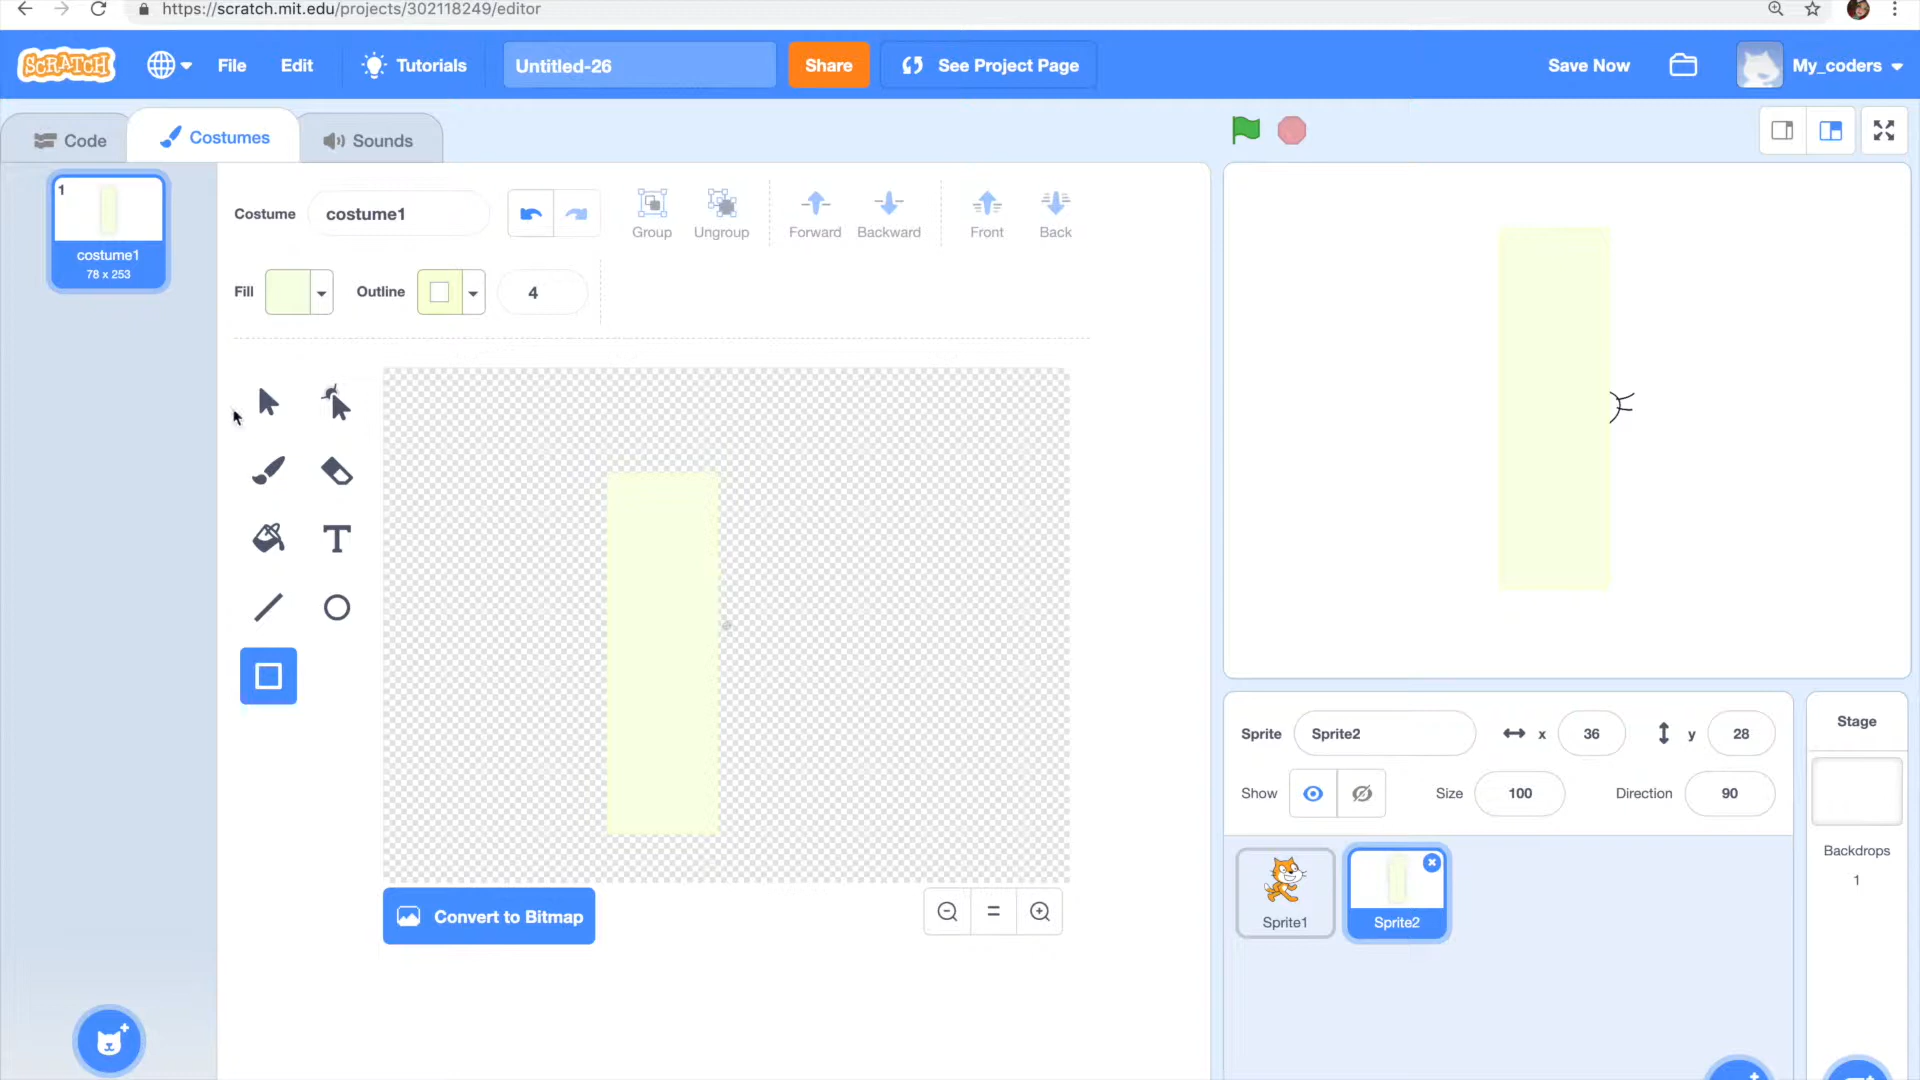 https://scratch.mit.edu/projects/302118249/editor
SCRATCH
File
Edit
Tutorials
Untitled-26
Share
See Project Page
Save Now
My_coders
Code
Costumes
Sounds
1
costume1
78 x 253
Costume
costume1
Group
Ungroup
Forward
Backward
Front
Back
Fill
Outline
4
T
Convert to Bitmap
Sprite
Sprite2
x
36
y
28
Show
Size
100
Direction
90
Sprite1
Sprite2
Stage
Backdrops
1